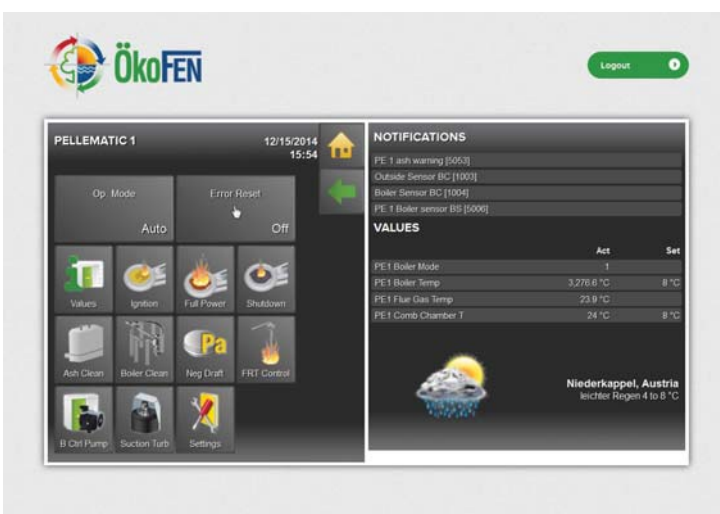 ÖkoFEN
Logout
PELLEMATIC 1
12/15/2014
15:54
Op. Mode
Auto
Error Reset
Off
Values
Ignition
Full Power
Shutdown
Ash Clean
Boiler Clean
Pa
Neg Draft
FRT Control
B Ctrl Pump
Suction Turb
Settings
NOTIFICATIONS
PE 1 ash warning [5053]
Outside Sensor BC [1003]
Boiler Sensor BC [1004]
PE 1 Boiler sensor BS [5006]
VALUES
Act Set
PE1 Boiler Mode 1
PE1 Boiler Temp 3,276.6 °C 8 °C
PE1 Flue Gas Temp 23.9 °C
PE1 Comb Chamber T 24 °C 8 °C
Niederkappel, Austria
leichter Regen 4 to 8 °C